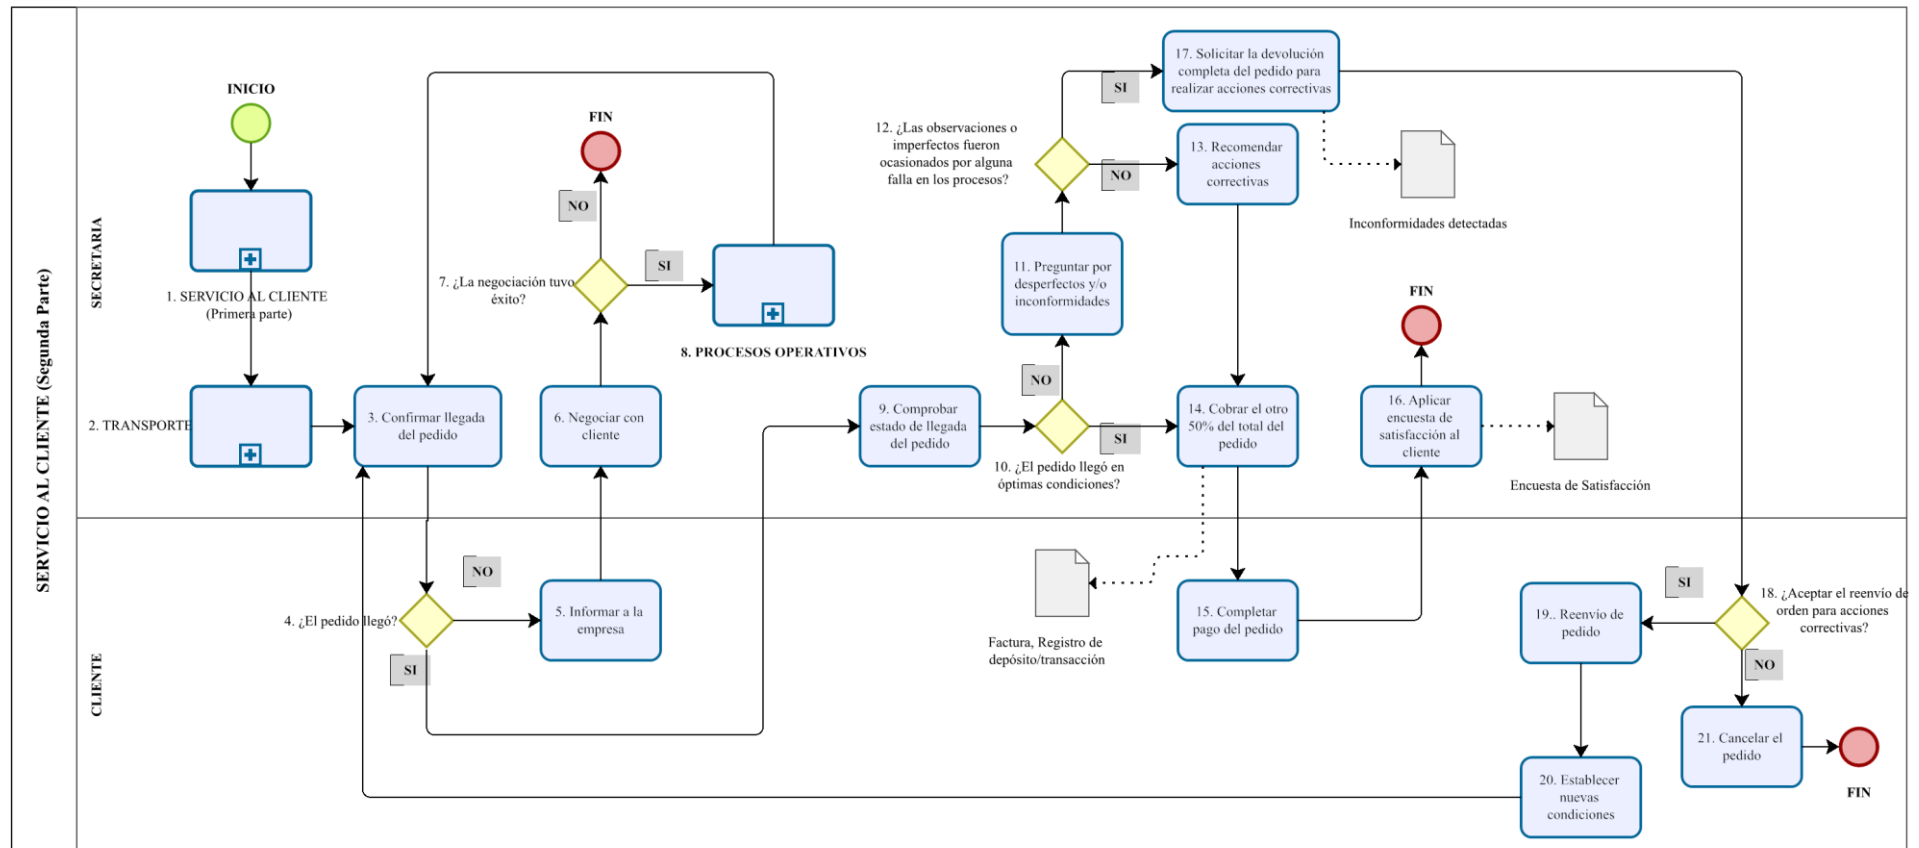 SERVICIO AL CLIENTE (Segunda Parte)
SECRETARIA
INICIO
1. SERVICIO AL CLIENTE
(Primera parte)
2. TRANSPORTE
3. Confirmar llegada
del pedido
4. ¿El pedido llegó?
NO
SI
5. Informar a la
empresa
6. Negociar con
cliente
7. ¿La negociación tuvo
éxito?
NO
FIN
SI
8. PROCESOS OPERATIVOS
9. Comprobar
estado de llegada
del pedido
10. ¿El pedido llegó en
óptimas condiciones?
NO
SI
11. Preguntar por
desperfectos y/o
inconformidades
12. ¿Las observaciones o
imperfectos fueron
ocasionados por alguna
falla en los procesos?
SI
NO
13. Recomendar
acciones
correctivas
14. Cobrar el otro
50% del total del
pedido
Factura, Registro de
depósito/transacción
15. Completar
pago del pedido
16. Aplicar
encuesta de
satisfacción al
cliente
FIN
Encuesta de Satisfacción
17. Solicitar la devolución
completa del pedido para
realizar acciones correctivas
Inconformidades detectadas
CLIENTE
18. ¿Aceptar el reenvío de
orden para acciones
correctivas?
SI
NO
19.. Reenvío de
pedido
20. Establecer
nuevas
condiciones
21. Cancelar el
pedido
FIN